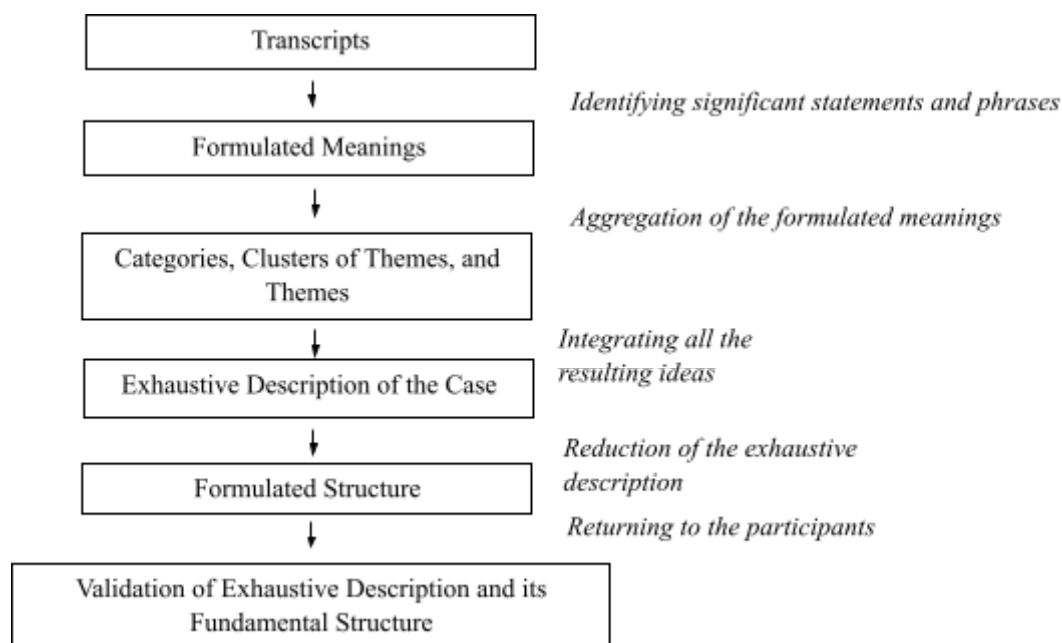 Transcripts
Identifying significant statements and phrases
Formulated Meanings
Aggregation of the formulated meanings
Categories, Clusters of Themes, and
Themes
Integrating all the
resulting ideas
Exhaustive Description of the Case
Reduction of the exhaustive
description
Formulated Structure
Returning to the participants
Validation of Exhaustive Description and its
Fundamental Structure